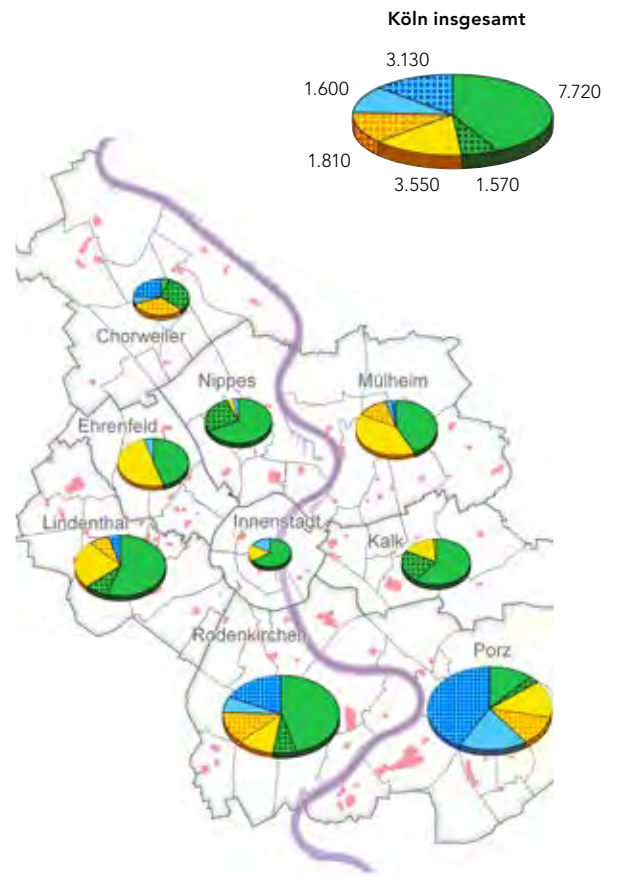 Köln insgesamt
3.130
1.600
7.720
1.810
3.550
1.570
Chorweiler
Nippes
Mülheim
Ehrenfeld
Lindenthal
Innenstadt
Kalk
Rodenkirchen
Porz